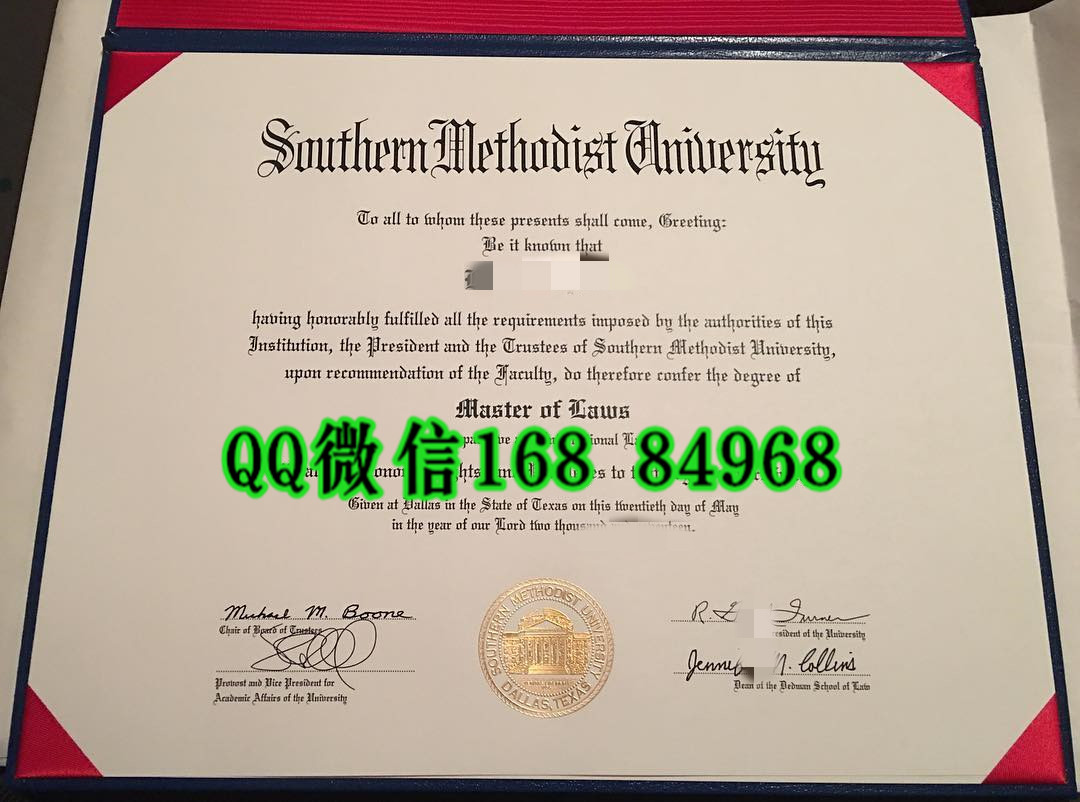 Southern Methodist University
To all to whom these presents shall come, Greeting:
Be it known that
having honorably fulfilled all the requirements imposed by the authorities of this
Institution, the President and the Trustees of Southern Methodist University,
upon recommendation of the Faculty, do therefore confer the degree of
Master of Laws
QQ微信168 84968
Given at Dallas in the State of Texas on this twentieth day of May
in the year of our Lord two thousand
Michael M. Boone
Chair of Board of Trustees
Provost and Vice President for
Academic Affairs of the University
SOUTHERN METHODIST UNIVERSITY
DALLAS, TEXAS
R. Turner
President of the University
Collins
Dean of the Dedman School of Law